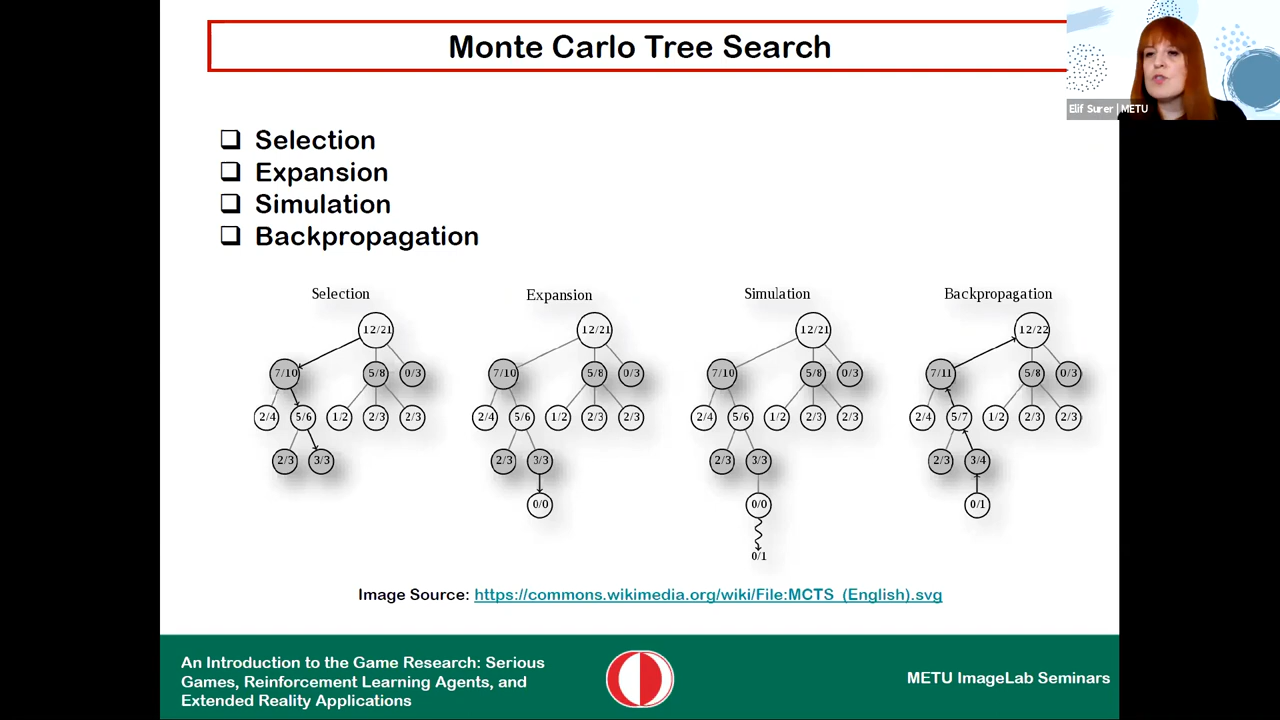 Monte Carlo Tree Search
Elif Surer | METU
❑ Selection
❑ Expansion
❑ Simulation
❑ Backpropagation
Selection
12/21
7/10 5/8 0/3
2/4 5/6 1/2 2/3 2/3
2/3 3/3
Expansion
12/21
7/10 5/8 0/3
2/4 5/6 1/2 2/3 2/3
2/3 3/3
0/0
Simulation
12/21
7/10 5/8 0/3
2/4 5/6 1/2 2/3 2/3
2/3 3/3
0/0
0/1
Backpropagation
12/22
7/11 5/8 0/3
2/4 5/7 1/2 2/3 2/3
2/3 3/4
0/1
Image Source: https://commons.wikimedia.org/wiki/File:MCTS_(English).svg
An Introduction to the Game Research: Serious
Games, Reinforcement Learning Agents, and
Extended Reality Applications
METU ImageLab Seminars